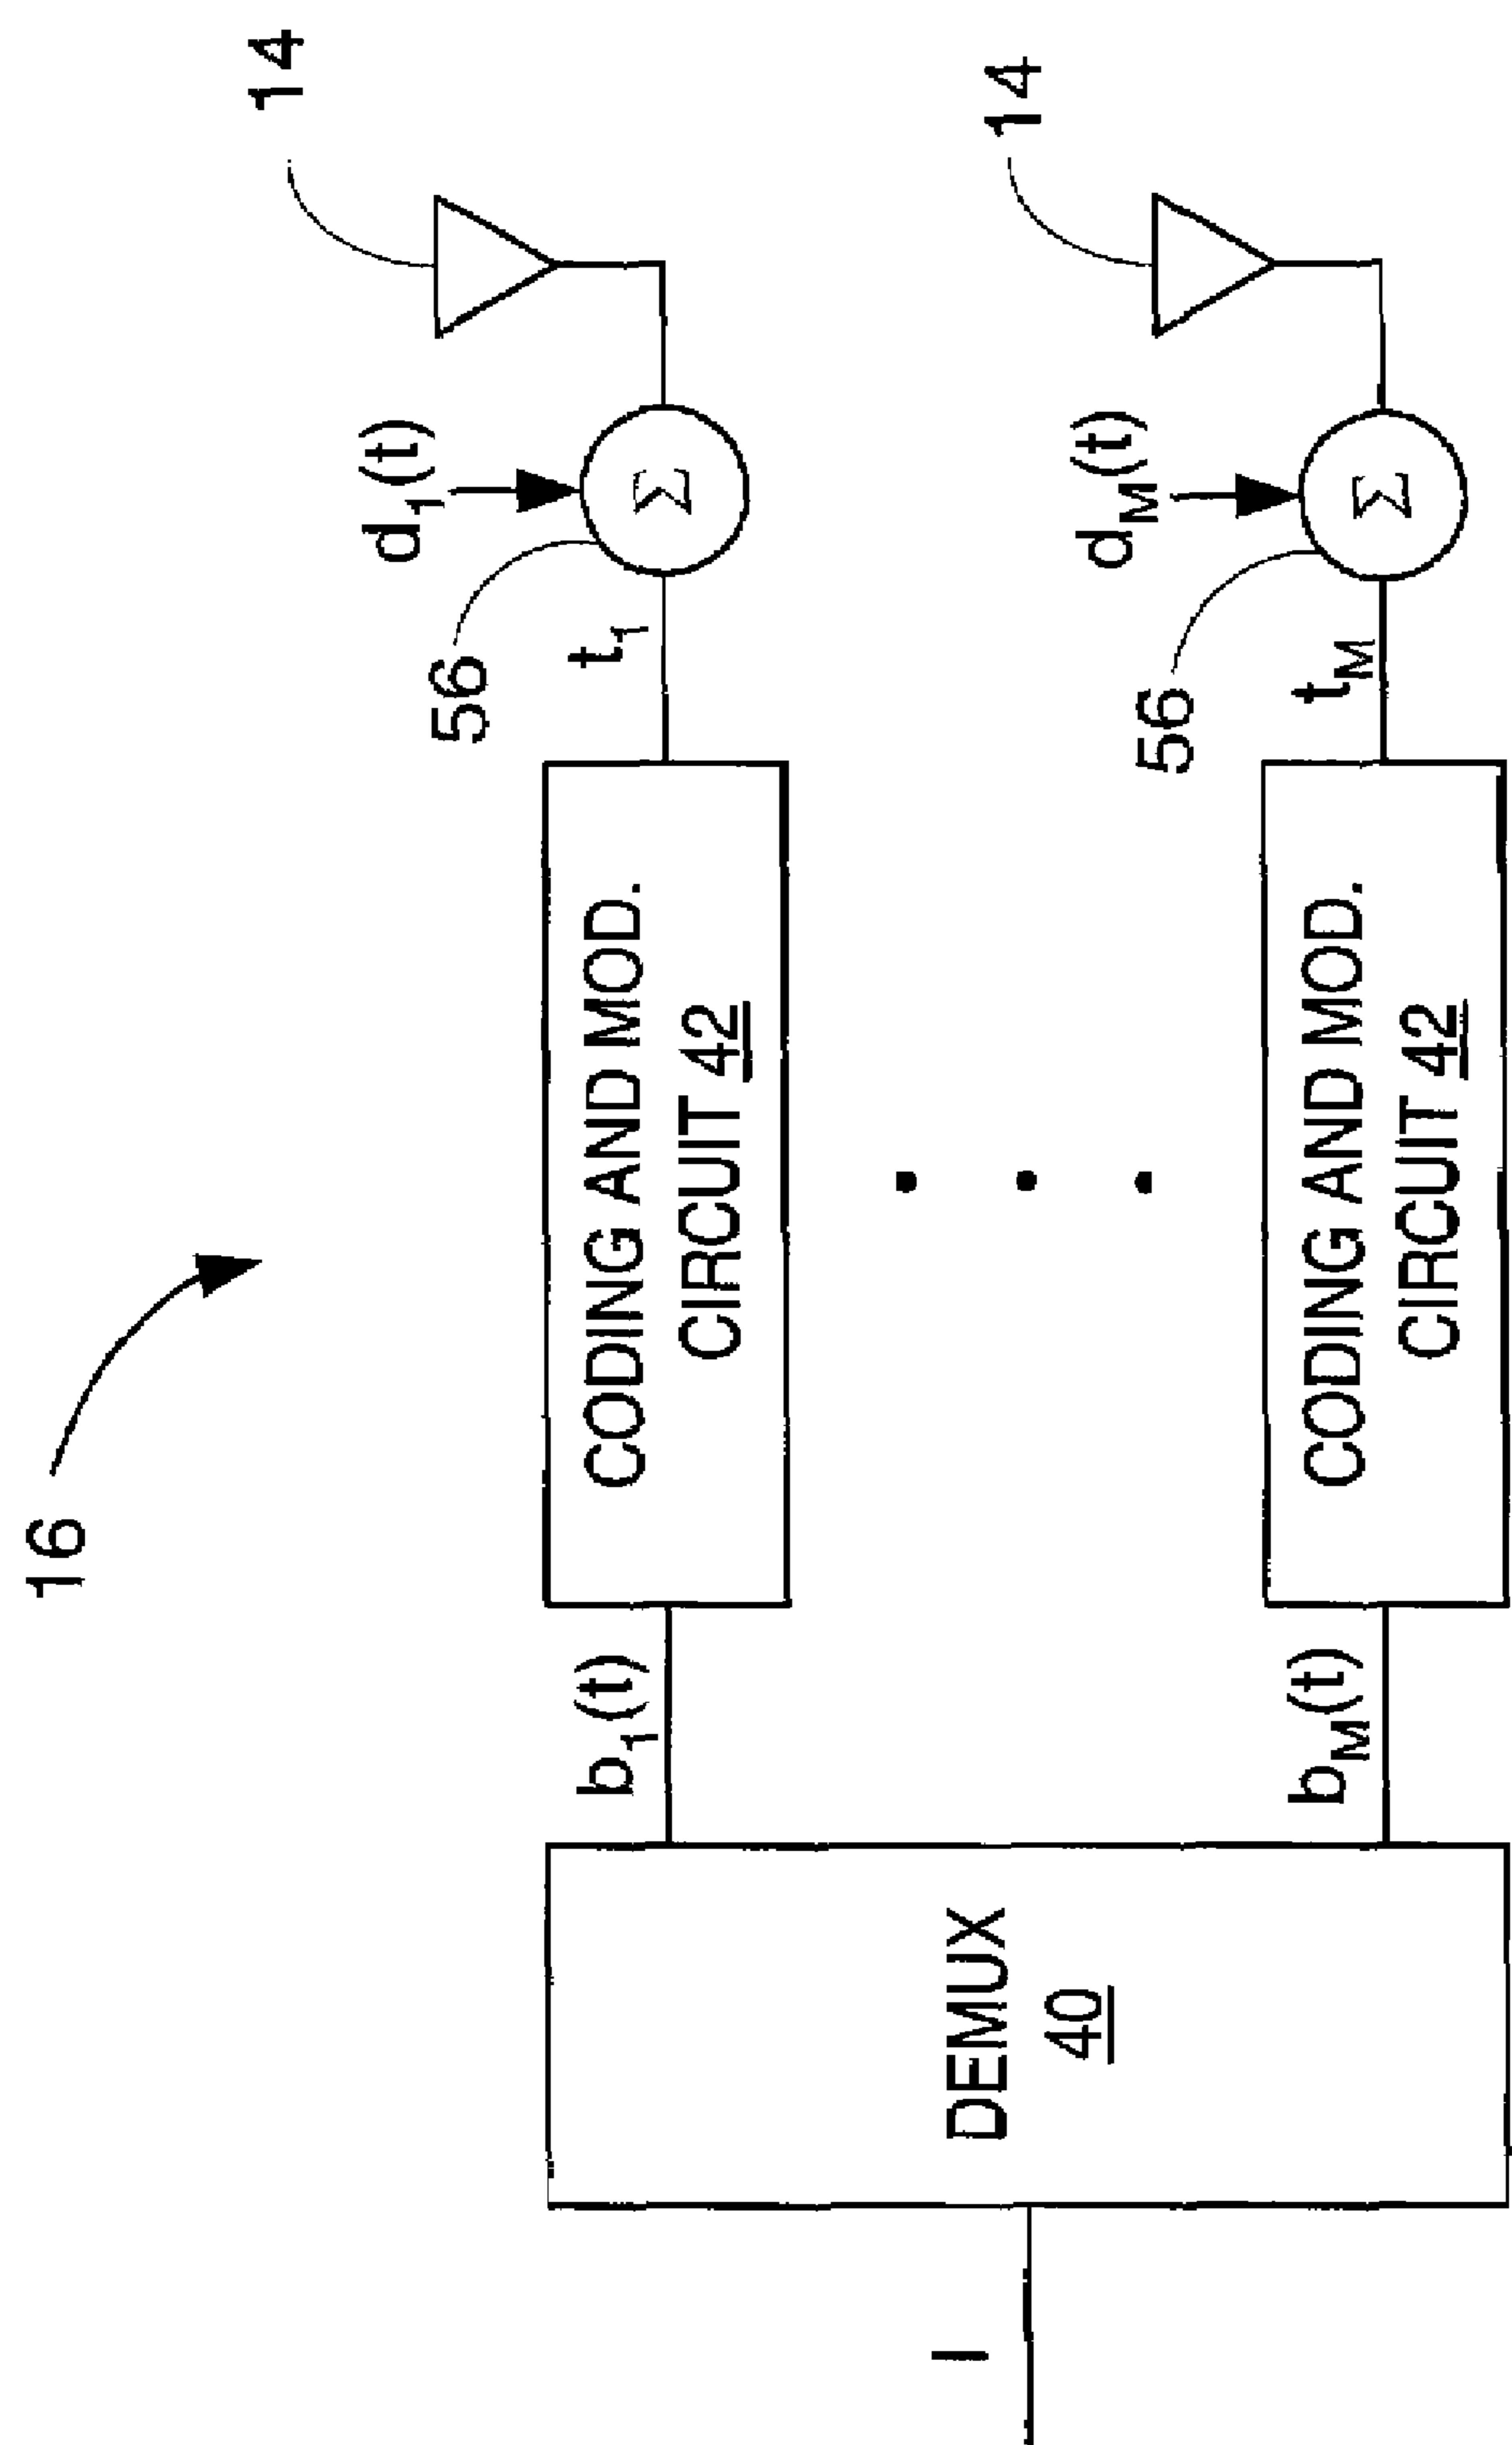 16
14
d1(t)
56
Σ
t1
b1(t)
CODING AND MOD.
CIRCUIT 42
I
DEMUX
40
14
dM(t)
56
Σ
tM
bM(t)
CODING AND MOD.
CIRCUIT 42